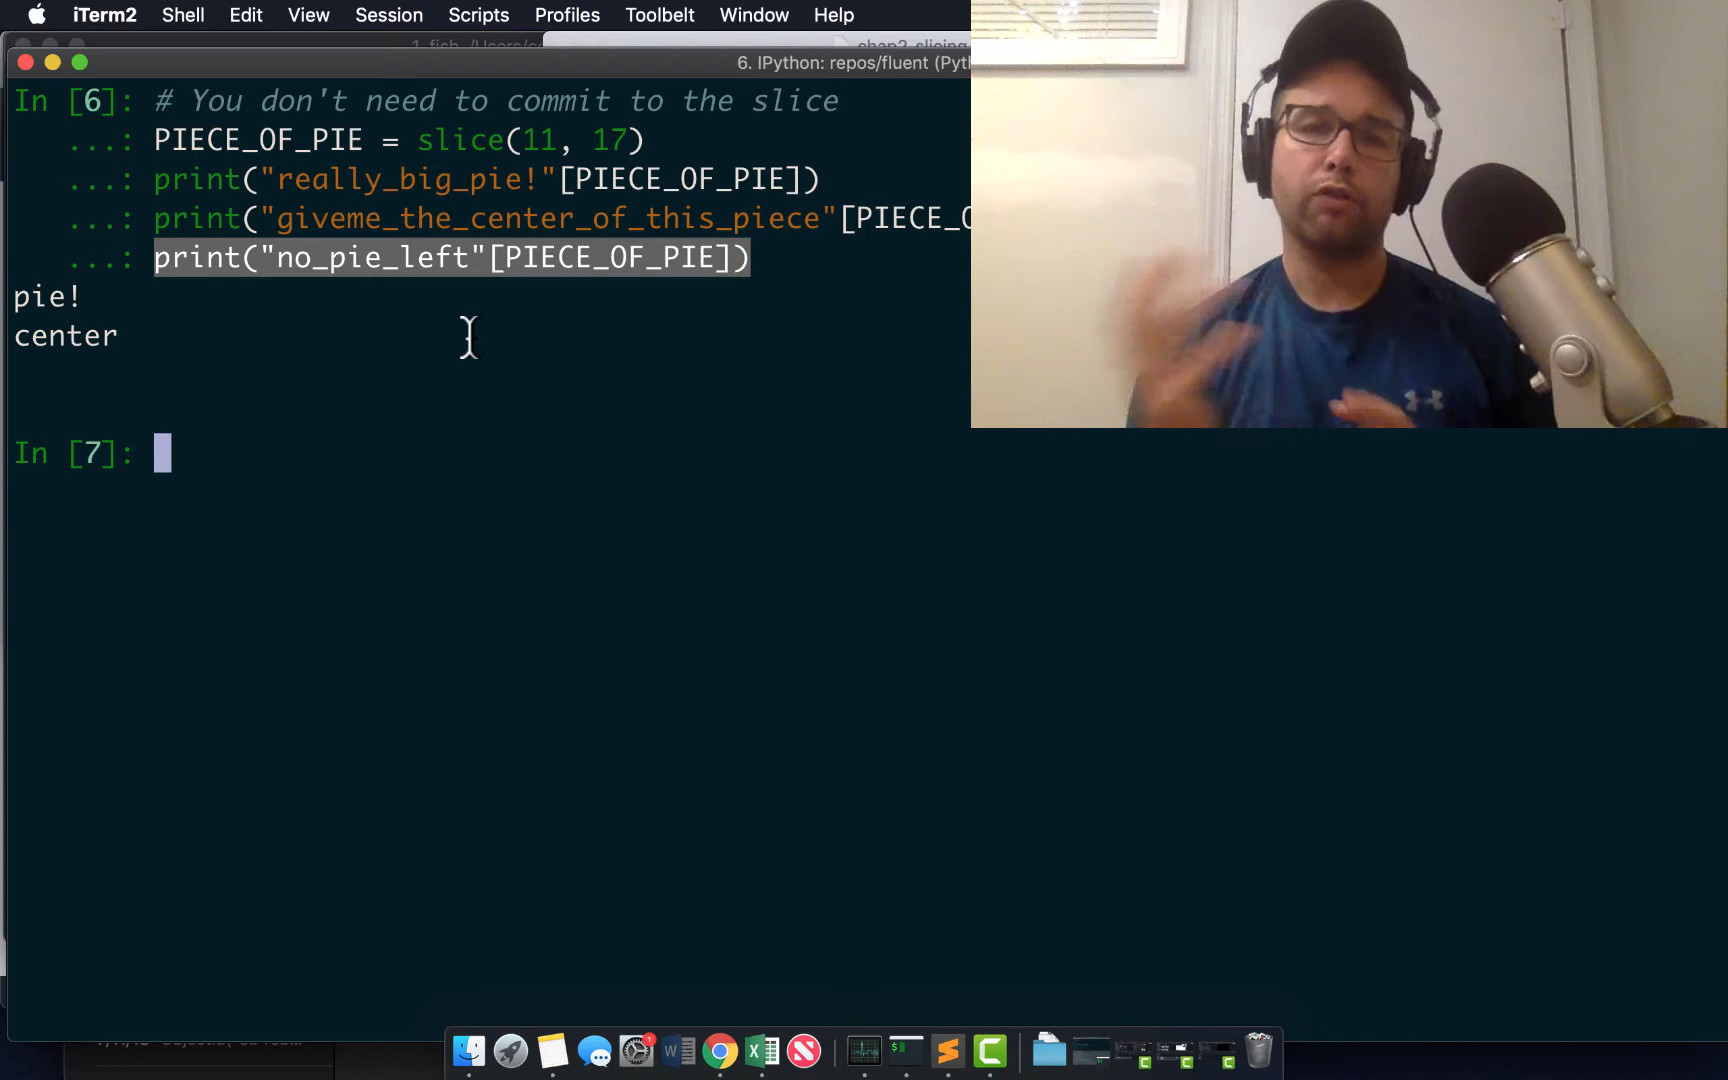 iTerm2 Shell Edit View Session Scripts Profiles Toolbelt Window Help
6. IPython: repos/fluent (Pyt
In [6]: # You don't need to commit to the slice
...: PIECE_OF_PIE = slice(11, 17)
...: print("really_big_pie!"[PIECE_OF_PIE])
...: print("giveme_the_center_of_this_piece"[PIECE_O
...: print("no_pie_left"[PIECE_OF_PIE])
pie!
center
In [7]: